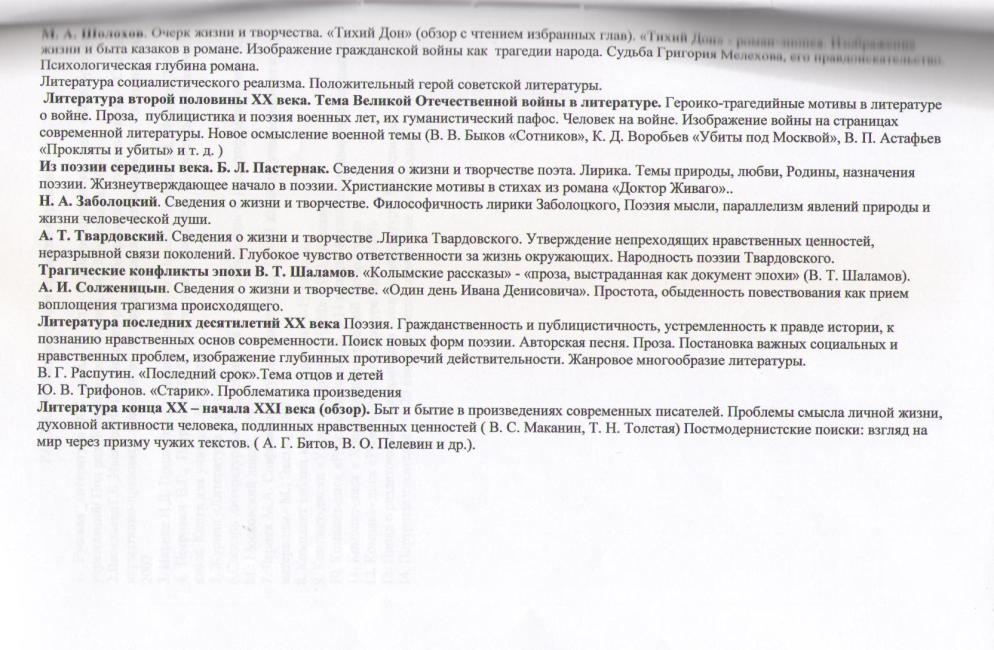 М. А. Шолохов. Очерк жизни и творчества. «Тихий Дон» (обзор с чтением избранных глав). «Тихий Дон» - роман-эпопея. Изображение
жизни и быта казаков в романе. Изображение гражданской войны как трагедии народа. Судьба Григория Мелехова, его правдоискательство.
Психологическая глубина романа.
Литература социалистического реализма. Положительный герой советской литературы.
Литература второй половины XX века. Тема Великой Отечественной войны в литературе. Героико-трагедийные мотивы в литературе
о войне. Проза, публицистика и поэзия военных лет, их гуманистический пафос. Человек на войне. Изображение войны на страницах
современной литературы. Новое осмысление военной темы (В. В. Быков «Сотников», К. Д. Воробьев «Убиты под Москвой», В. П. Астафьев
«Прокляты и убиты» и т. д. )
Из поэзии середины века. Б. Л. Пастернак. Сведения о жизни и творчестве поэта. Лирика. Темы природы, любви, Родины, назначения
поэзии. Жизнеутверждающее начало в поэзии. Христианские мотивы в стихах из романа «Доктор Живаго»..
Н. А. Заболоцкий. Сведения о жизни и творчестве. Философичность лирики Заболоцкого, Поэзия мысли, параллелизм явлений природы и
жизни человеческой души.
А. Т. Твардовский. Сведения о жизни и творчестве .Лирика Твардовского. Утверждение непреходящих нравственных ценностей,
неразрывной связи поколений. Глубокое чувство ответственности за жизнь окружающих. Народность поэзии Твардовского.
Трагические конфликты эпохи В. Т. Шаламов. «Колымские рассказы» - «проза, выстраданная как документ эпохи» (В. Т. Шаламов).
А. И. Солженицын. Сведения о жизни и творчестве. «Один день Ивана Денисовича». Простота, обыденность повествования как прием
воплощения трагизма происходящего.
Литература последних десятилетий XX века Поэзия. Гражданственность и публицистичность, устремленность к правде истории, к
познанию нравственных основ современности. Поиск новых форм поэзии. Авторская песня. Проза. Постановка важных социальных и
нравственных проблем, изображение глубинных противоречий действительности. Жанровое многообразие литературы.
В. Г. Распутин. «Последний срок».Тема отцов и детей
Ю. В. Трифонов. «Старик». Проблематика произведения
Литература конца XX – начала XXI века (обзор). Быт и бытие в произведениях современных писателей. Проблемы смысла личной жизни,
духовной активности человека, подлинных нравственных ценностей ( В. С. Маканин, Т. Н. Толстая) Постмодернистские поиски: взгляд на
мир через призму чужих текстов. ( А. Г. Битов, В. О. Пелевин и др.).